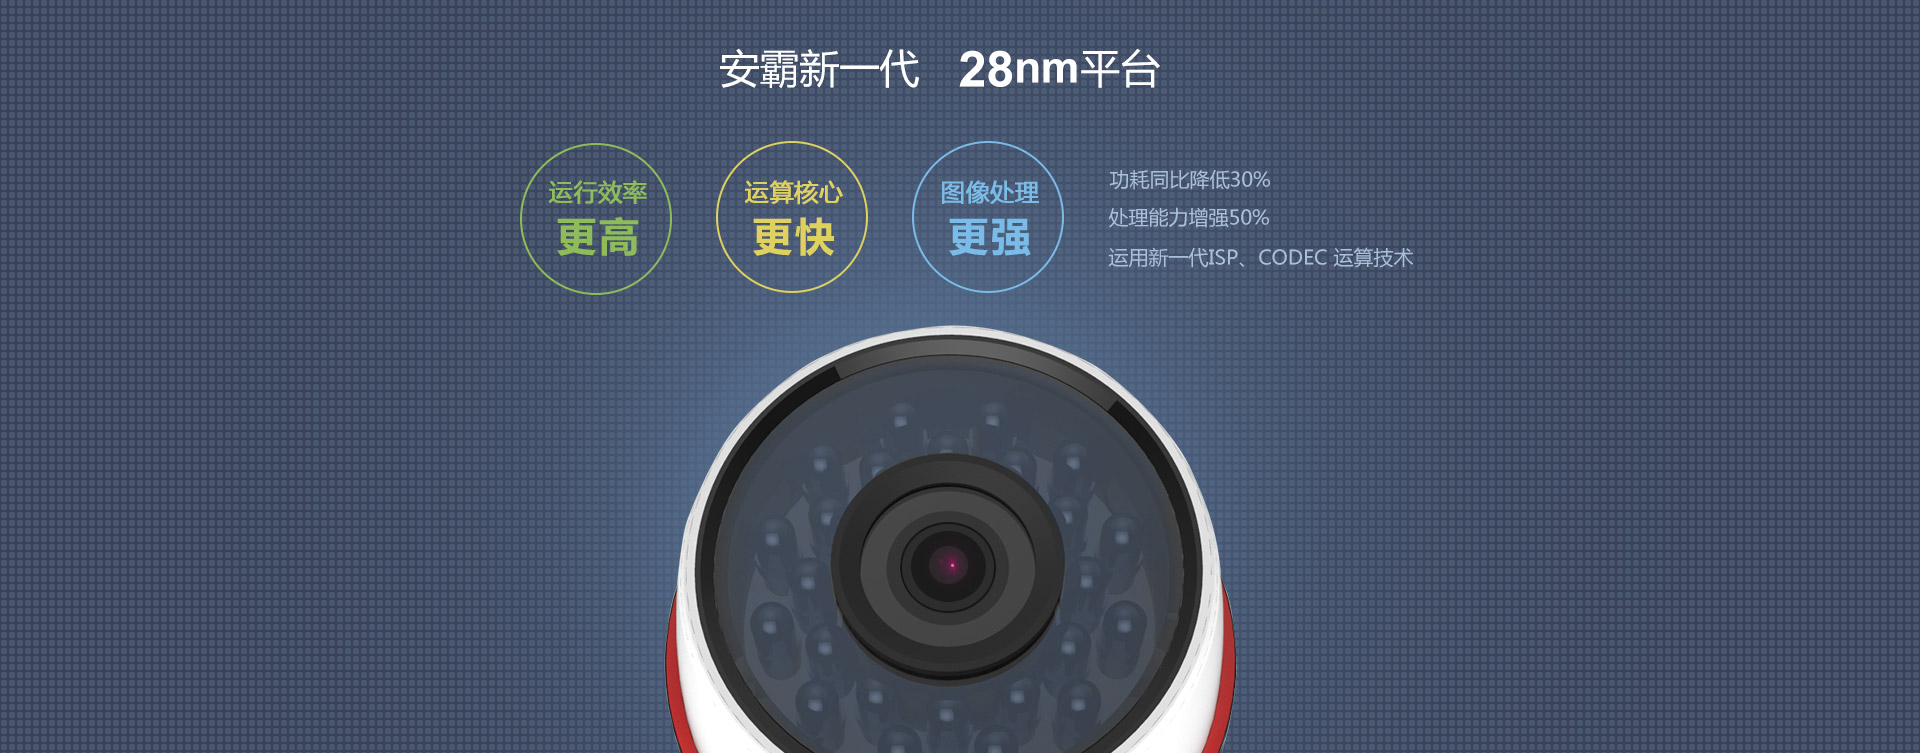 安霸新一代 28nm平台
运行效率
更高
运算核心
更快
图像处理
更强
功耗同比降低30%
处理能力增强50%
运用新一代ISP、CODEC 运算技术